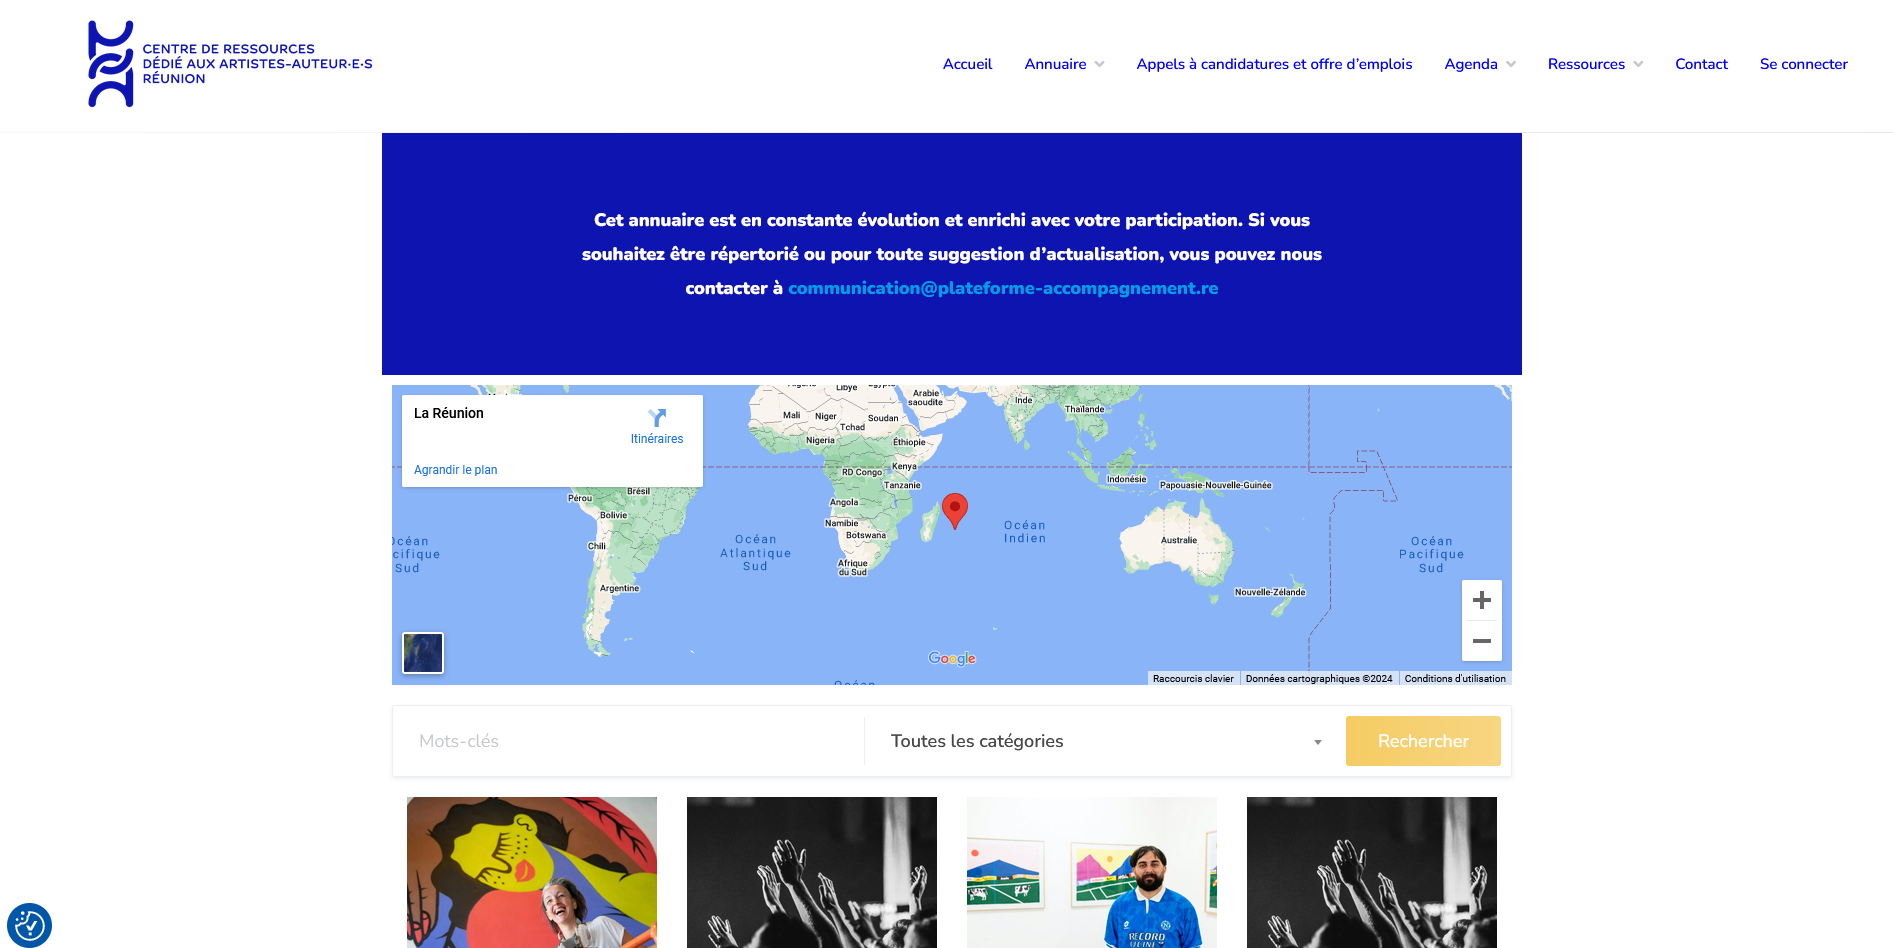 CENTRE DE RESSOURCES
DÉDIÉ AUX ARTISTES-AUTEUR·E·S
RÉUNION
Accueil
Annuaire
Appels à candidatures et offre d’emplois
Agenda
Ressources
Contact
Se connecter
Cet annuaire est en constante évolution et enrichi avec votre participation. Si vous
souhaitez être répertorié ou pour toute suggestion d’actualisation, vous pouvez nous
contacter à communication@plateforme-accompagnement.re
La Réunion
Itinéraires
Agrandir le plan
Libye
Arabie
saoudite
Inde
Thaïlande
Mali
Niger
Soudan
Tchad
Nigeria
Éthiopie
RD Congo
Kenya
Tanzanie
Indonésie
Papouasie-Nouvelle-Guinée
Brésil
Pérou
Angola
Bolivie
Namibie
Botswana
Océan
Indien
Chili
Océan
Atlantique
Sud
Australie
Océan
Pacifique
Sud
Afrique
du Sud
Argentine
Nouvelle-Zélande
Google
Raccourcis clavier
Données cartographiques ©2024
Conditions d'utilisation
Mots-clés
Toutes les catégories
Rechercher
RECORD